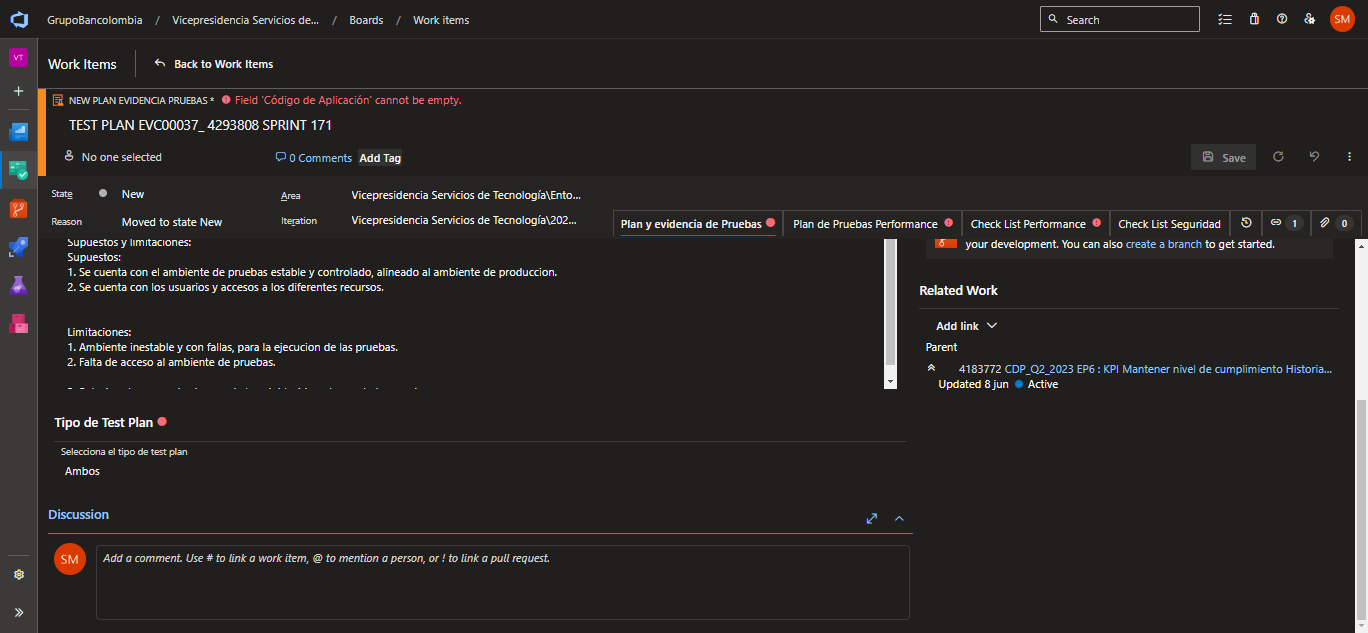 GrupoBancolombia / Vicepresidencia Servicios de... / Boards / Work items
Search
SM
VT
Work Items
Back to Work Items
NEW PLAN EVIDENCIA PRUEBAS * Field 'Código de Aplicación' cannot be empty.
TEST PLAN EVC00037_ 4293808 SPRINT 171
No one selected
0 Comments
Add Tag
Save
State
New
Area
Vicepresidencia Servicios de Tecnología\Ento...
Reason
Moved to state New
Iteration
Vicepresidencia Servicios de Tecnología\202...
Plan y evidencia de Pruebas
Plan de Pruebas Performance
Check List Performance
Check List Seguridad
1
0
Supuestos y limitaciones:
Supuestos:
1. Se cuenta con el ambiente de pruebas estable y controlado, alineado al ambiente de produccion.
2. Se cuenta con los usuarios y accesos a los diferentes recursos.
Limitaciones:
1. Ambiente inestable y con fallas, para la ejecucion de las pruebas.
2. Falta de acceso al ambiente de pruebas.
your development. You can also create a branch to get started.
Related Work
Add link
Parent
4183772 CDP_Q2_2023 EP6 : KPI Mantener nivel de cumplimiento Historia...
Updated 8 jun Active
Tipo de Test Plan
Selecciona el tipo de test plan
Ambos
Discussion
SM
Add a comment. Use # to link a work item, @ to mention a person, or ! to link a pull request.